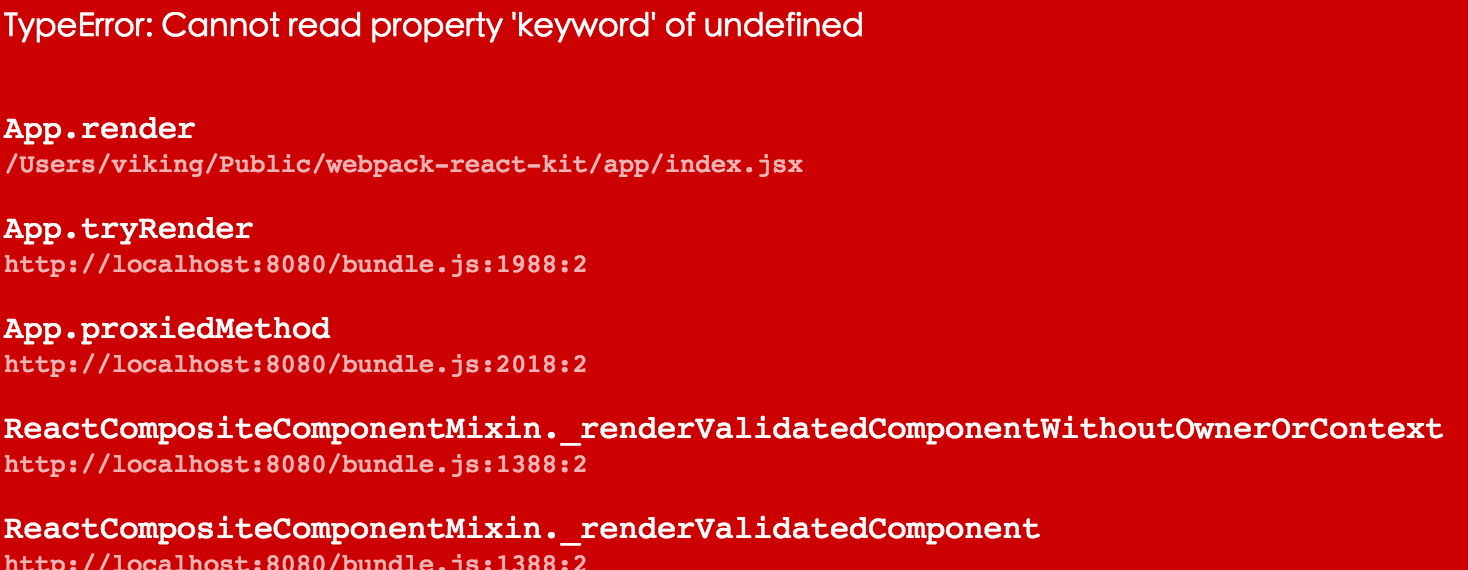 TypeError: Cannot read property 'keyword' of undefined
App.render
/Users/viking/Public/webpack-react-kit/app/index.jsx
App.tryRender
http://localhost:8080/bundle.js:1988:2
App.proxiedMethod
http://localhost:8080/bundle.js:2018:2
ReactCompositeComponentMixin._renderValidatedComponentWithoutOwnerOrContext
http://localhost:8080/bundle.js:1388:2
ReactCompositeComponentMixin._renderValidatedComponent
http://localhost:8080/bundle.js:1388:2